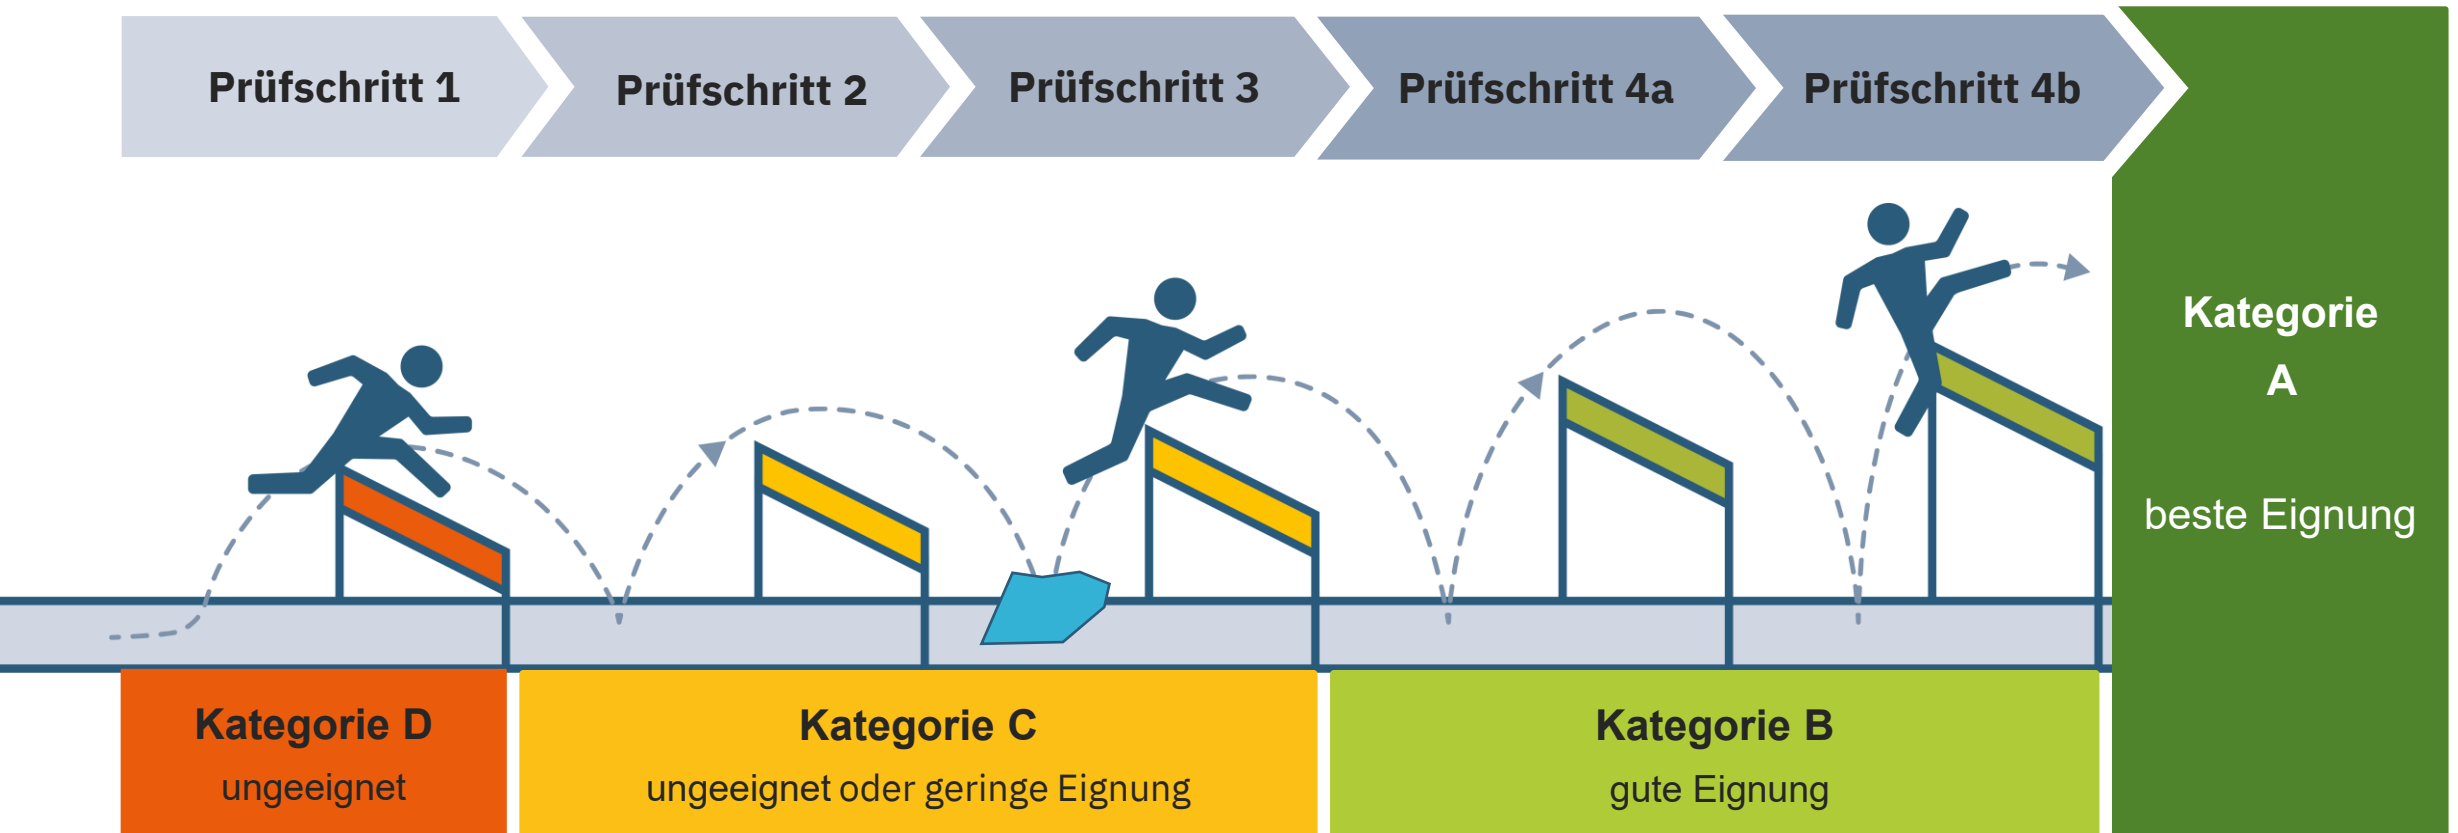 Prüfschritt 1
Prüfschritt 2
Prüfschritt 3
Prüfschritt 4a
Prüfschritt 4b
Kategorie
A
beste Eignung
Kategorie D
ungeeignet
Kategorie C
ungeeignet oder geringe Eignung
Kategorie B
gute Eignung